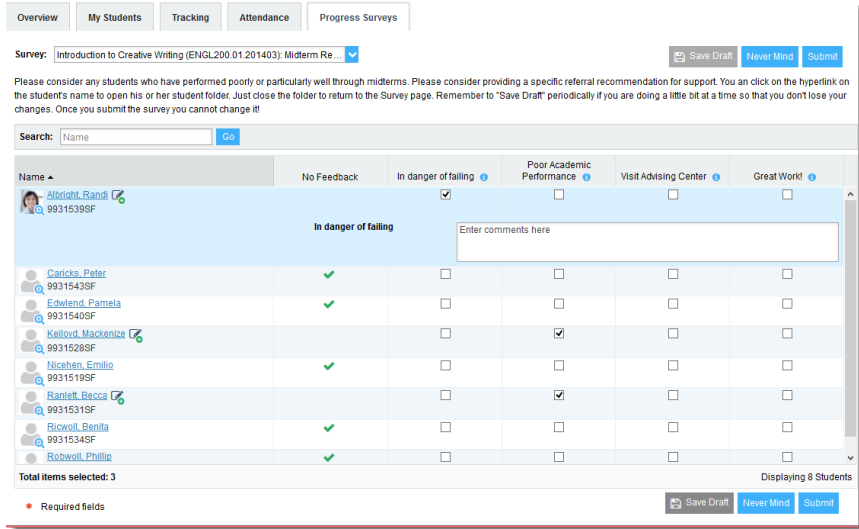 Overview My Students Tracking Attendance Progress Surveys
Survey: Introduction to Creative Writing (ENGL200.01.201403): Midterm Re... Save Draft Never Mind Submit
Please consider any students who have performed poorly or particularly well through midterms. Please consider providing a specific referral recommendation for support. You an click on the hyperlink on
the student's name to open his or her student folder. Just close the folder to return to the Survey page. Remember to "Save Draft" periodically if you are doing a little bit at a time so that you don't lose your
changes. Once you submit the survey you cannot change it!
Search: Name Go
Name No Feedback In danger of failing Poor Academic
Performance Visit Advising Center Great Work!
Albright, Randi
9931539SF
In danger of failing Enter comments here
Caricks, Peter
9931543SF
Edwlend, Pamela
9931540SF
Kelloyd, Mackenize
9931528SF
Nicehen, Emilio
9931519SF
Ranlett, Becca
9931531SF
Ricwoll, Benita
9931534SF
Robwoll, Phillip
Total items selected: 3 Displaying 8 Students
* Required fields Save Draft Never Mind Submit